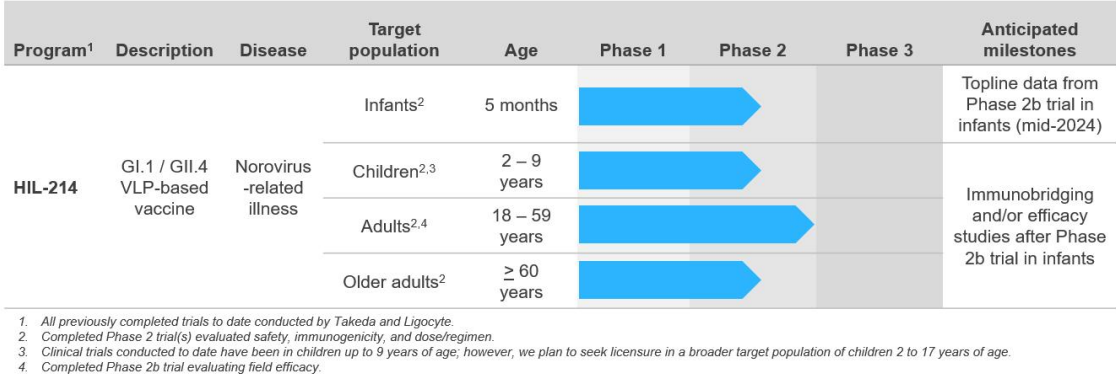 Program¹ Description Disease Target population Age Phase 1 Phase 2 Phase 3 Anticipated milestones
HIL-214
GI.1 / GII.4
VLP-based
vaccine
Norovirus
-related
illness
Infants²
5 months
Topline data from
Phase 2b trial in
infants (mid-2024)
Children²,³
2 – 9
years
Adults²,⁴
18 – 59
years
Older adults²
≥ 60
years
Immunobridging
and/or efficacy
studies after Phase
2b trial in infants
1. All previously completed trials to date conducted by Takeda and Ligocyte.
2. Completed Phase 2 trial(s) evaluated safety, immunogenicity, and dose/regimen.
3. Clinical trials conducted to date have been in children up to 9 years of age; however, we plan to seek licensure in a broader target population of children 2 to 17 years of age.
4. Completed Phase 2b trial evaluating field efficacy.